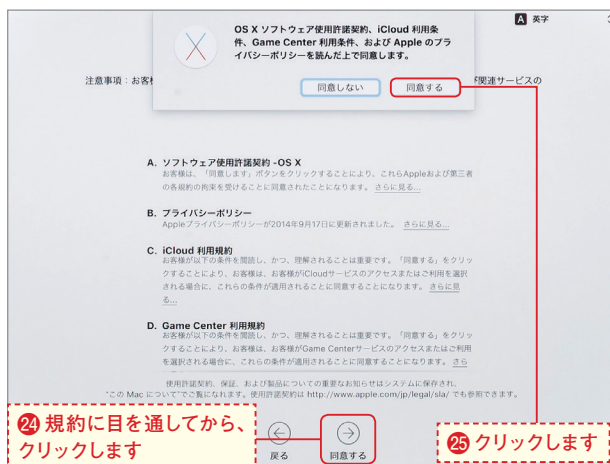 A 英字
OS X ソフトウェア使用許諾契約、iCloud 利用条
件、Game Center 利用条件、および Apple のプラ
イバシーポリシーを読んだ上で同意します。
注意事項：お客様
が関連サービスの
同意しない
同意する
A. ソフトウェア使用許諾契約 -OS X
お客様は、「同意します」ボタンをクリックすることにより、これらAppleおよび第三者
の各規約の拘束を受けることに同意されたことになります。 さらに見る...
B. プライバシーポリシー
Appleプライバシーポリシーが2014年9月17日に更新されました。 さらに見る...
C. iCloud 利用規約
お客様が以下の条件を閲読し、かつ、理解されることは重要です。「同意する」をクリッ
クすることにより、お客様は、お客様がiCloudサービスのアクセスまたはご利用を選択
される場合に、これらの条件が適用されることに同意することになります。 さらに見
る...
D. Game Center 利用規約
お客様が以下の条件を閲読し、かつ、理解されることは重要です。「同意する」をクリッ
クすることにより、お客様は、お客様がGame Centerサービスのアクセスまたはご利用
を選択される場合に、これらの条件が適用されることに同意することになります。 さら
使用許諾契約、保証、および製品についての重要なお知らせはシステムに保存され、
"この Mac について"でご覧になれます。使用許諾契約は http://www.apple.com/jp/legal/sla/ でも参照できます。
24 規約に目を通してから、
クリックします
戻る
同意する
25 クリックします